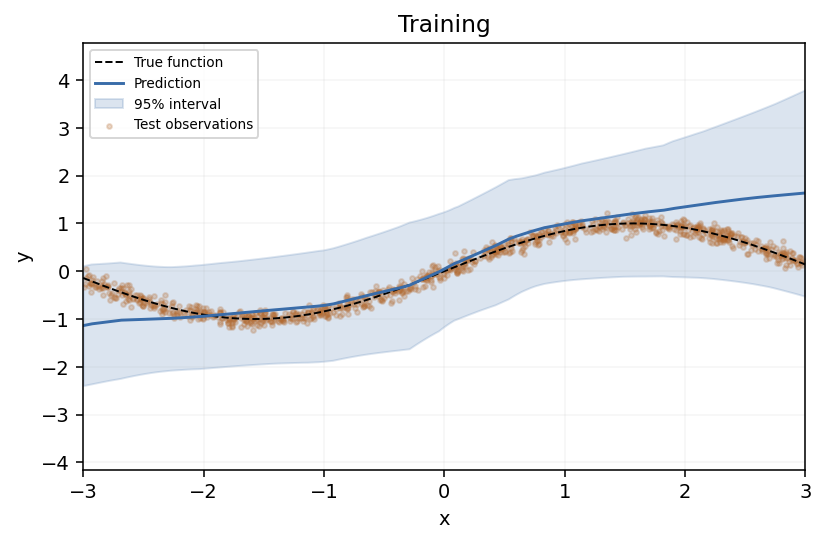 Training
True function
Prediction
95% interval
Test observations
4
3
2
1
0
−1
−2
−3
−4
y
−3 −2 −1 0 1 2 3
x